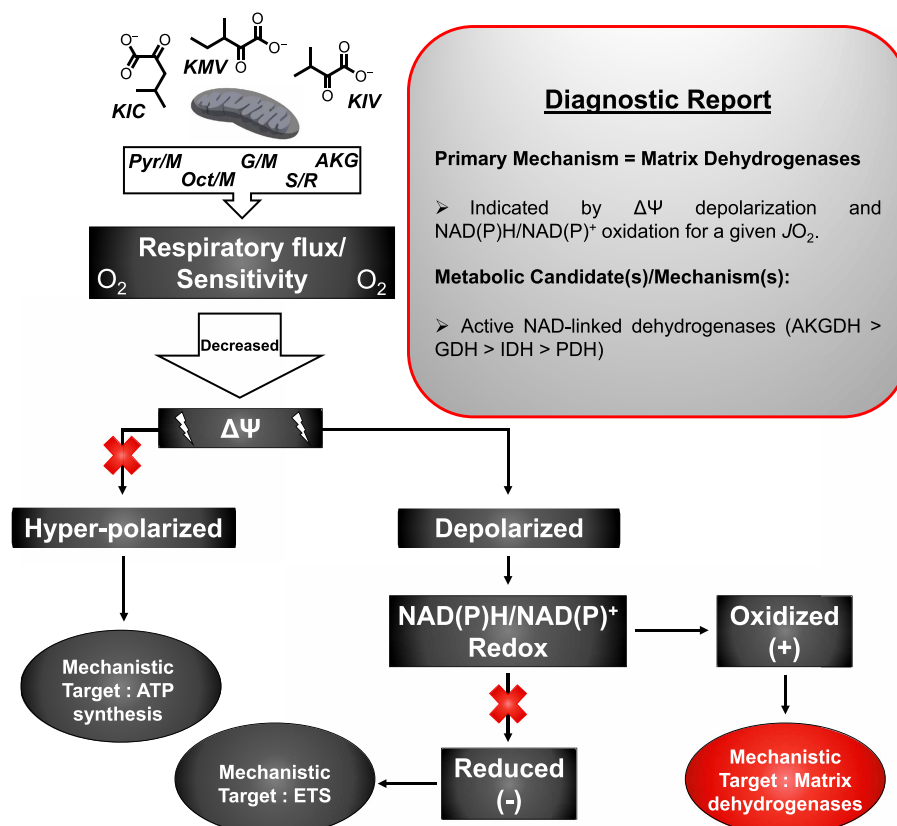 O⁻
O
O
KIC
KMV
O
O
O⁻
O
O
O⁻
KIV
Pyr/M
G/M
AKG
Oct/M
S/R
Respiratory flux/
Sensitivity
O₂
O₂
Decreased
ΔΨ
Hyper-polarized
Depolarized
Mechanistic
Target : ATP
synthesis
NAD(P)H/NAD(P)⁺
Redox
Oxidized
(+)
Reduced
(-)
Mechanistic
Target : ETS
Mechanistic
Target : Matrix
dehydrogenases
Diagnostic Report
Primary Mechanism = Matrix Dehydrogenases
➢ Indicated by ΔΨ depolarization and
NAD(P)H/NAD(P)⁺ oxidation for a given JO₂.
Metabolic Candidate(s)/Mechanism(s):
➢ Active NAD-linked dehydrogenases (AKGDH >
GDH > IDH > PDH)